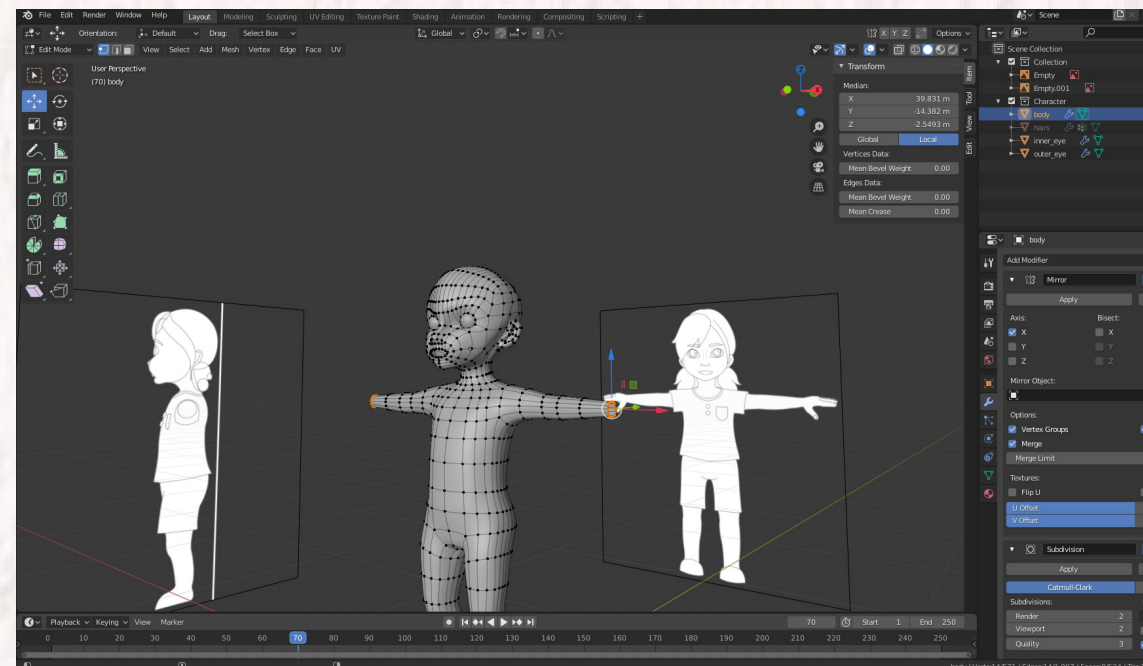 File Edit Render Window Help Layout Modeling Sculpting UV Editing Texture Paint Shading Animation Rendering Compositing Scripting + Scene
Orientation: Default Drag: Select Box Global X Y Z Options
Edit Mode View Select Add Mesh Vertex Edge Face UV
User Perspective
(70) body
Transform
Median:
X 39.831 m
Y -14.382 m
Z -2.5493 m
Global Local
Vertices Data:
Mean Bevel Weight 0.00
Edges Data:
Mean Bevel Weight 0.00
Mean Crease 0.00
Item
Tool
View
Edit
Z
X
Scene Collection
Collection
Empty
Empty.001
Character
body
hairs
inner_eye
outer_eye
body
Add Modifier
Mirror
Apply
Axis: Bisect:
X X
Y Y
Z Z
Mirror Object:
Options:
Vertex Groups
Merge
Merge Limit
Textures:
Flip U
U Offset
V Offset
Subdivision
Apply
Catmull-Clark
Subdivisions:
Render 2
Viewport 2
Quality 3
Playback Keying View Marker 70 Start 1 End 250
0 10 20 30 40 50 60 70 80 90 100 110 120 130 140 150 160 170 180 190 200 210 220 230 240 250